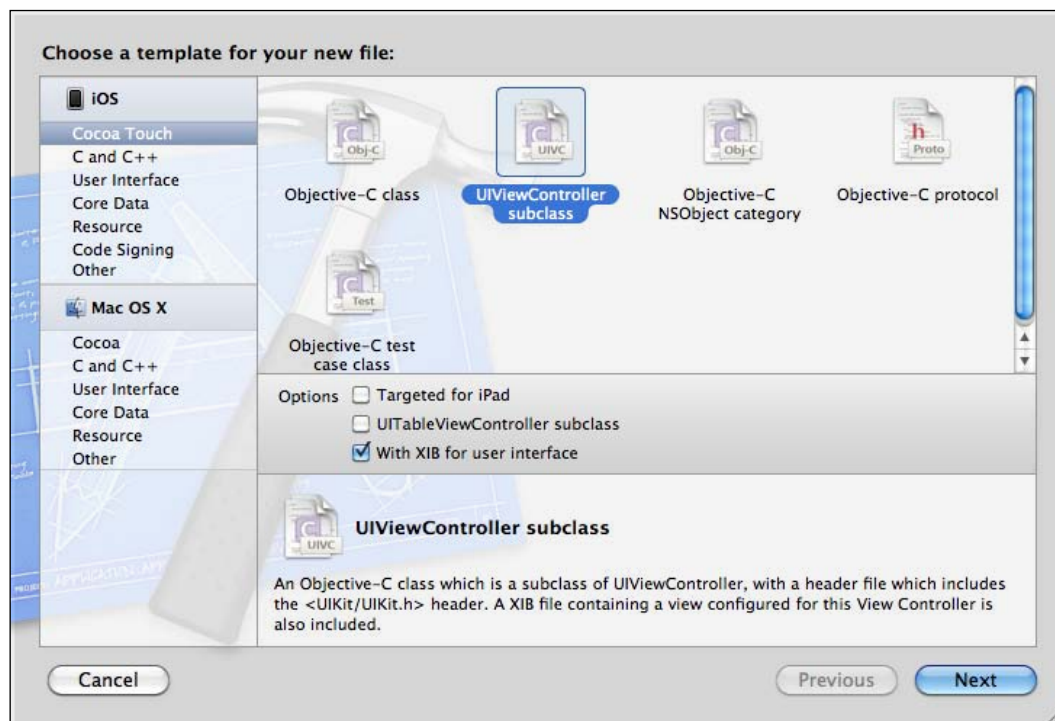 Choose a template for your new file:
iOS
Cocoa Touch
C and C++
User Interface
Core Data
Resource
Code Signing
Other
Mac OS X
Cocoa
C and C++
User Interface
Core Data
Resource
Other
Obj-C
Objective-C class
UIVC
UIViewController
subclass
Obj-C
Objective-C
NSObject category
h
Proto
Objective-C protocol
Test
Objective-C test
case class
Options
Targeted for iPad
UITableViewController subclass
With XIB for user interface
UIVC
UIViewController subclass
An Objective-C class which is a subclass of UIViewController, with a header file which includes
the <UIKit/UIKit.h> header. A XIB file containing a view configured for this View Controller is
also included.
Cancel
Previous
Next